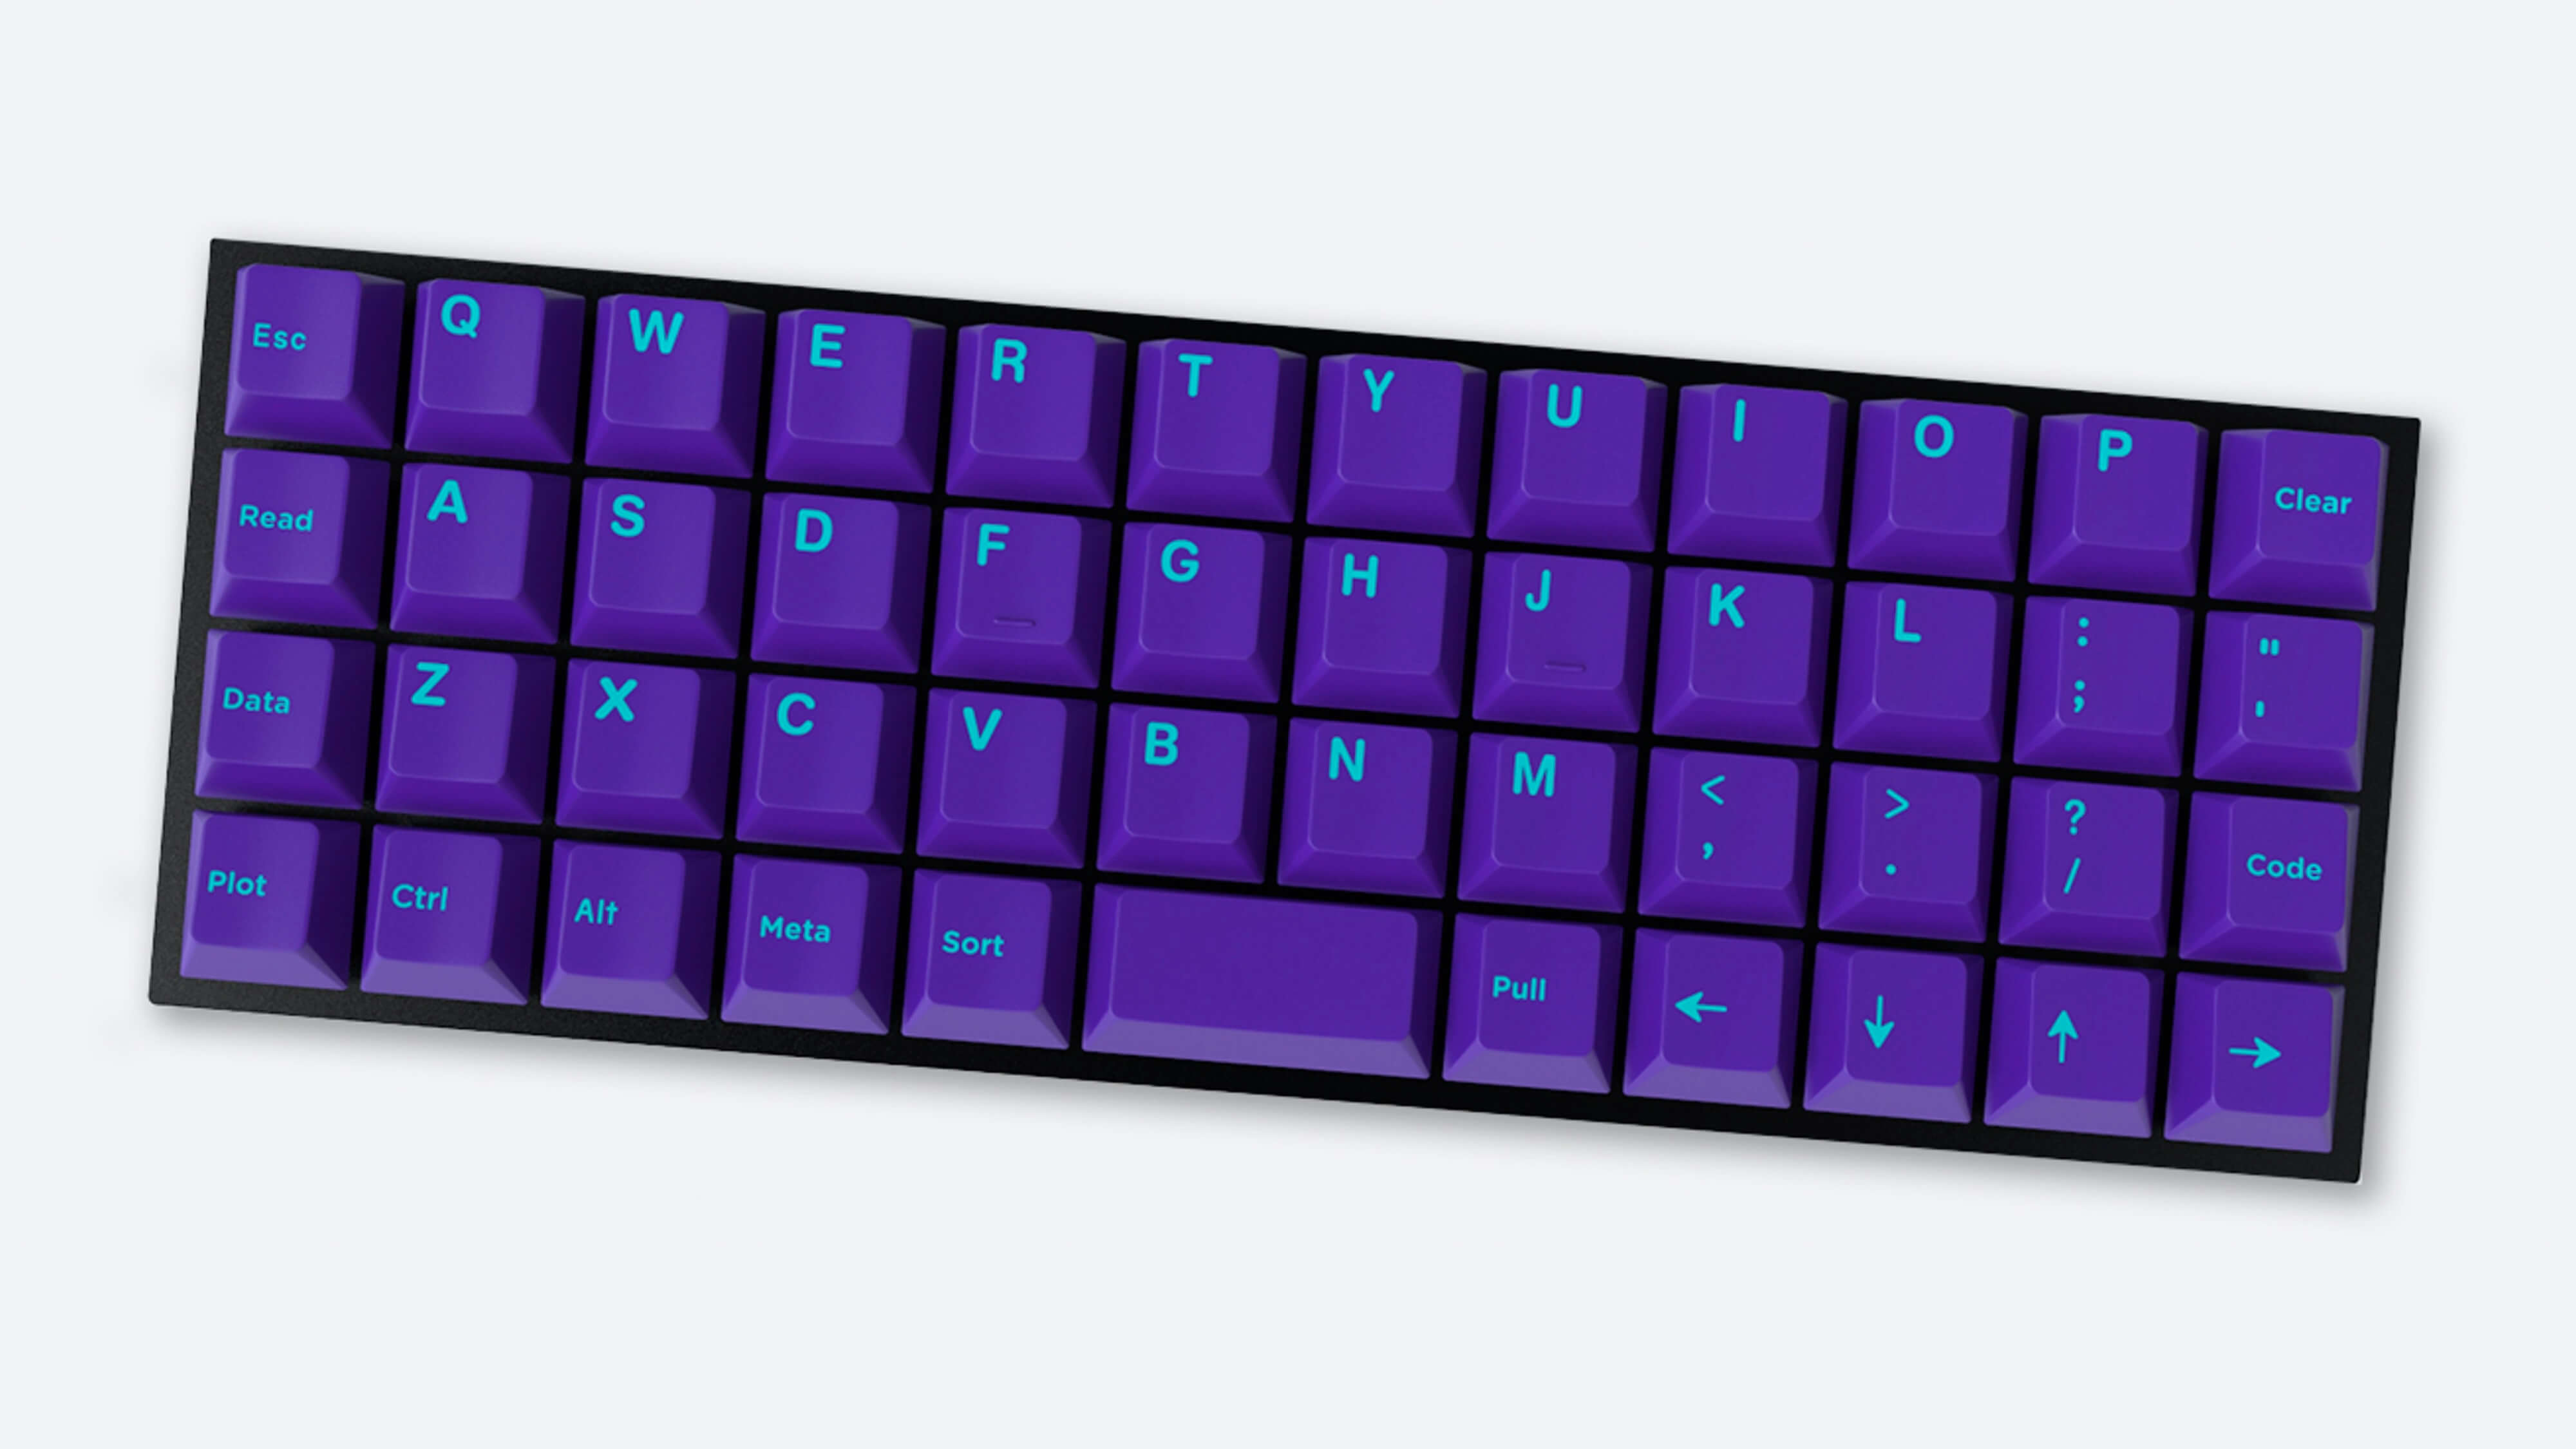 Esc Q W E R T Y U I O P Clear
Read A S D F G H J K L : ; " '
Data Z X C V B N M < , > . ? / Code
Plot Ctrl Alt Meta Sort Pull ← ↓ ↑ →